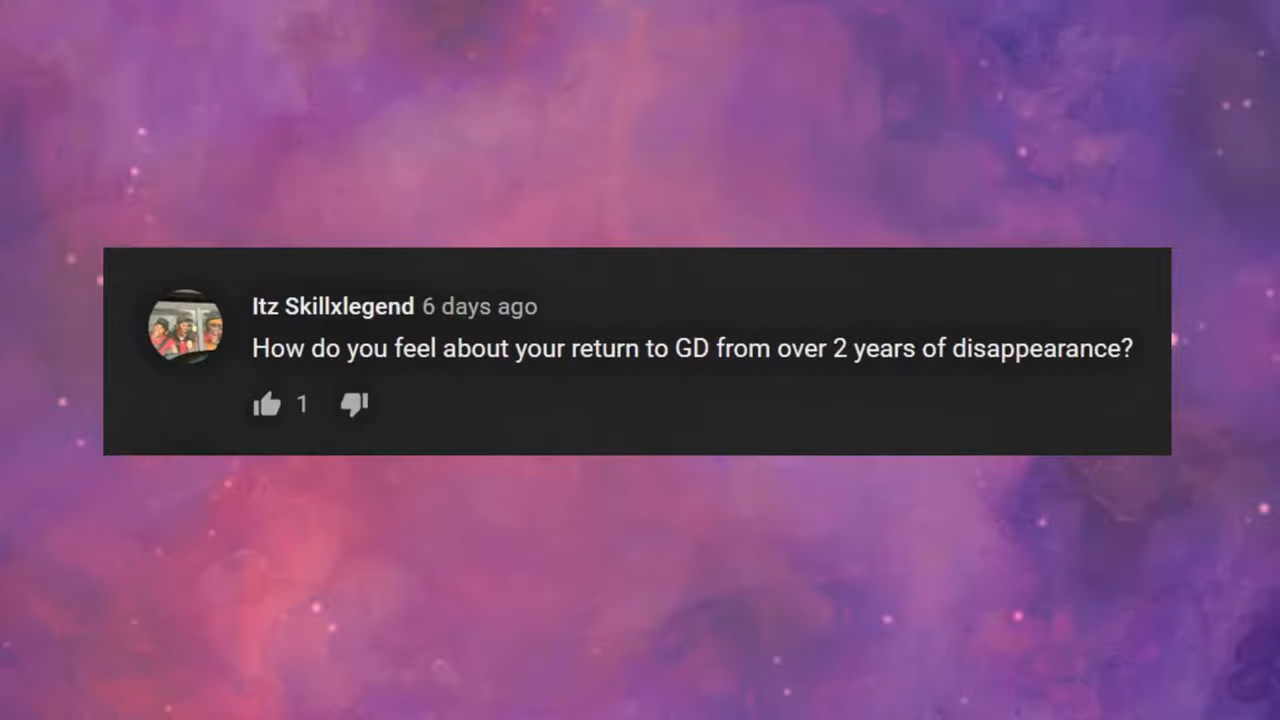 Itz Skillxlegend 6 days ago
How do you feel about your return to GD from over 2 years of disappearance?
1